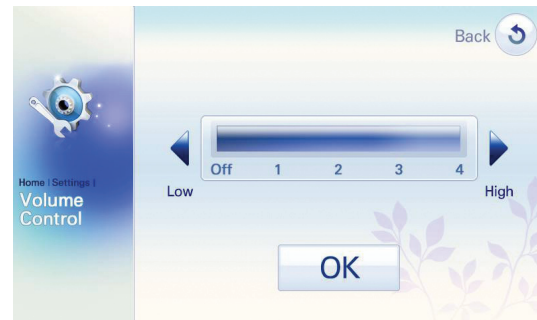 Back
Off 1 2 3 4
Low High
Home | Settings |
Volume
Control
OK